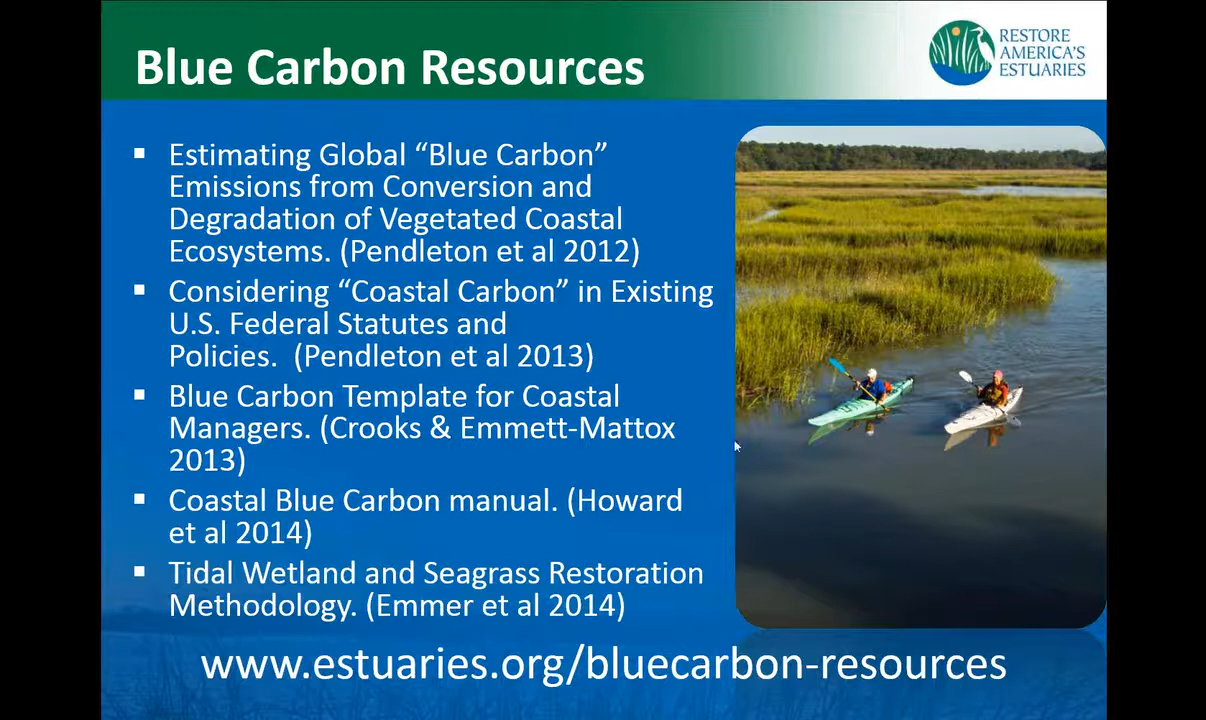 Blue Carbon Resources
RESTORE
AMERICA'S
ESTUARIES
▪ Estimating Global “Blue Carbon”
Emissions from Conversion and
Degradation of Vegetated Coastal
Ecosystems. (Pendleton et al 2012)
▪ Considering “Coastal Carbon” in Existing
U.S. Federal Statutes and
Policies.  (Pendleton et al 2013)
▪ Blue Carbon Template for Coastal
Managers. (Crooks & Emmett-Mattox
2013)
▪ Coastal Blue Carbon manual. (Howard
et al 2014)
▪ Tidal Wetland and Seagrass Restoration
Methodology. (Emmer et al 2014)
www.estuaries.org/bluecarbon-resources